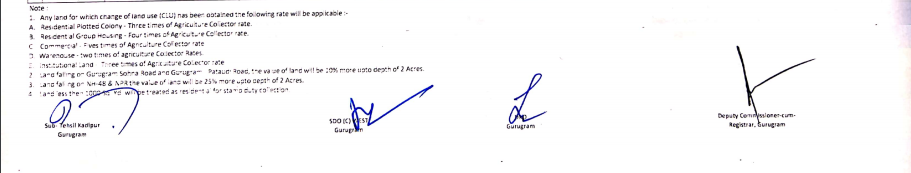 Note :
1. Any land for which change of land use (CLU) has been obtained the following rate will be applicable :-
A. Residential Plotted Colony - Three times of Agriculture Collector rate.
B. Residential Group Housing - Four times of Agriculture Collector rate.
C. Commercial - Fives times of Agriculture Collector rate
D. Warehouse - two times of agriculture Collector Rates.
E. Institutional Land - Three times of Agriculture Collector rate
2. Land falling on Gurugram Sohna Road and Gurugram - Pataudi Road, the value of land will be 10% more upto depth of 2 Acres.
3. Land falling on NH-48 & NPR the value of land will be 25% more upto depth of 2 Acres.
4. Land less then 1000 will be treated as residential for stamp duty collection.
Sub- Tehsil Kadipur
Gurugram
SDO (C)
Gurugram
Gurugram
Deputy Commissioner-cum-
Registrar, Gurugram